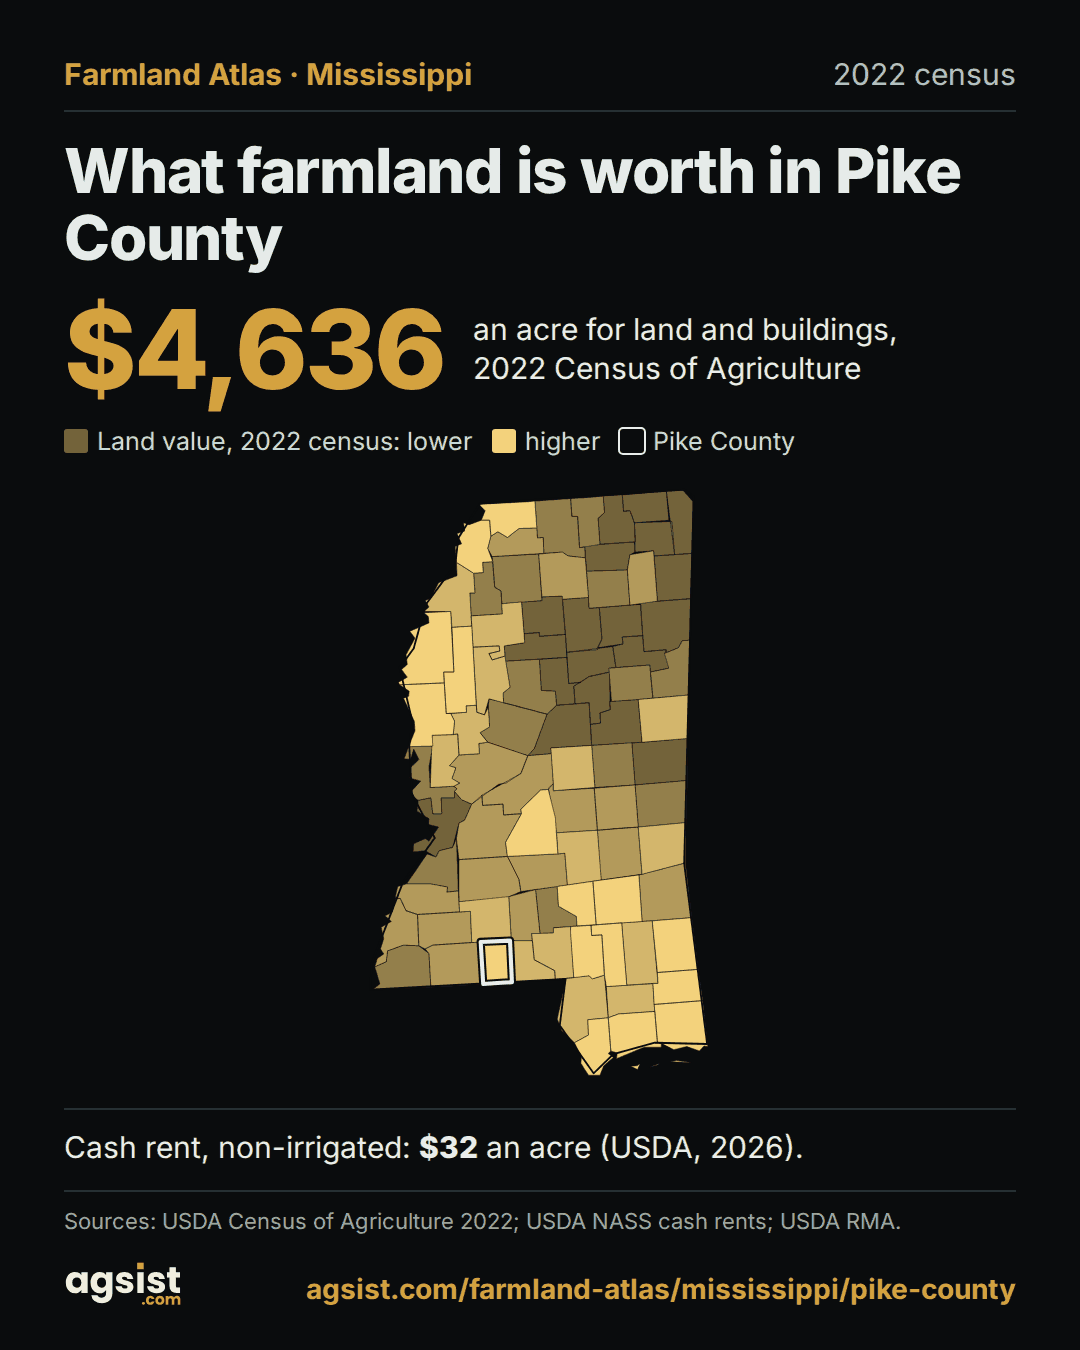 Farmland Atlas · Mississippi
2022 census
What farmland is worth in Pike
County
$4,636
an acre for land and buildings,
2022 Census of Agriculture
Land value, 2022 census: lower
higher
Pike County
Cash rent, non-irrigated: $32 an acre (USDA, 2026).
Sources: USDA Census of Agriculture 2022; USDA NASS cash rents; USDA RMA.
agsist
.com
agsist.com/farmland-atlas/mississippi/pike-county